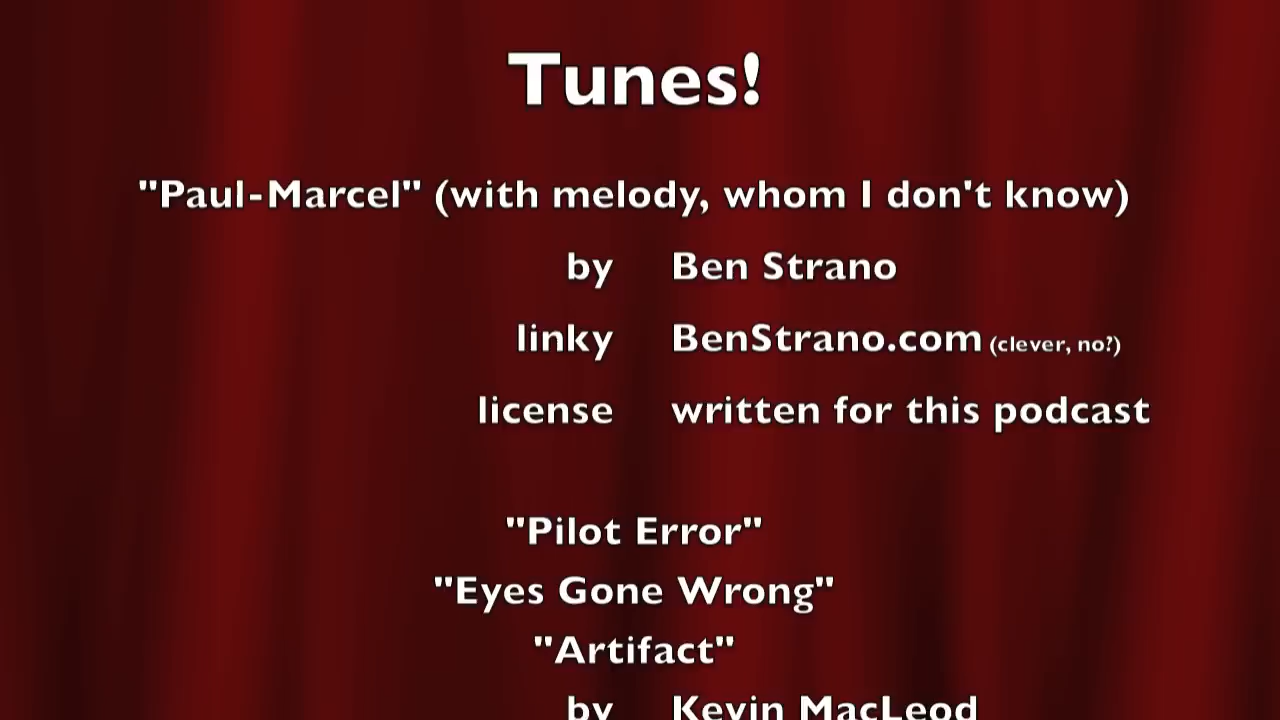 Tunes!
"Paul-Marcel" (with melody, whom I don't know)
by Ben Strano
linky BenStrano.com (clever, no?)
license written for this podcast
"Pilot Error"
"Eyes Gone Wrong"
"Artifact"
by Kevin MacLeod